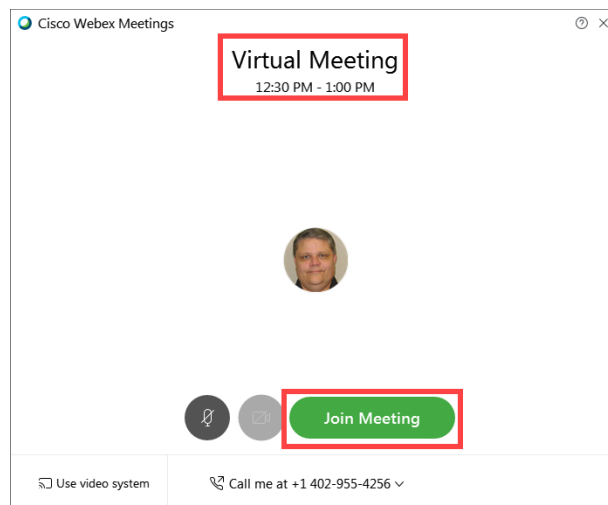 Cisco Webex Meetings
Virtual Meeting
12:30 PM - 1:00 PM
Join Meeting
Use video system
Call me at +1 402-955-4256